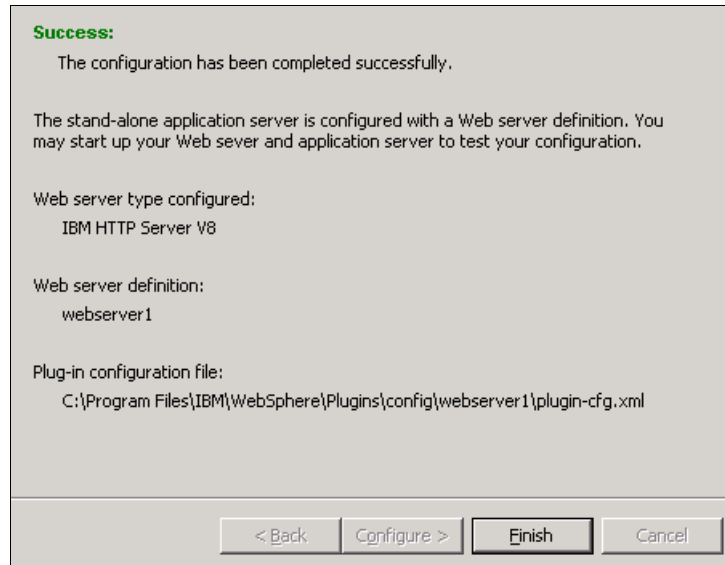 Success:
The configuration has been completed successfully.
The stand-alone application server is configured with a Web server definition. You
may start up your Web sever and application server to test your configuration.
Web server type configured:
IBM HTTP Server V8
Web server definition:
webserver1
Plug-in configuration file:
C:\Program Files\IBM\WebSphere\Plugins\config\webserver1\plugin-cfg.xml
< Back Configure > Finish Cancel